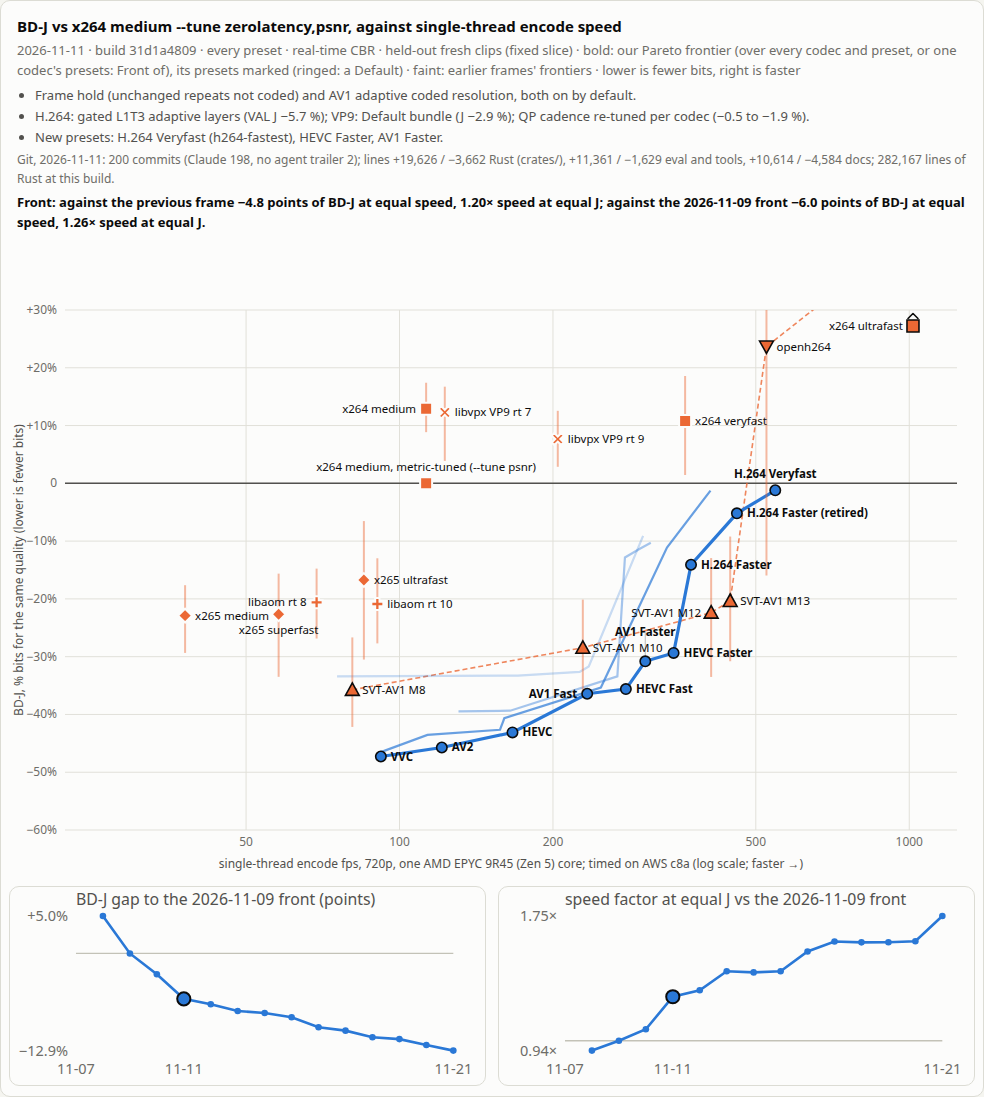 BD-J vs x264 medium --tune zerolatency,psnr, against single-thread encode speed
2026-11-11 · build 31d1a4809 · every preset · real-time CBR · held-out fresh clips (fixed slice) · bold: our Pareto frontier (over every codec and preset, or one
codec's presets: Front of), its presets marked (ringed: a Default) · faint: earlier frames' frontiers · lower is fewer bits, right is faster
• Frame hold (unchanged repeats not coded) and AV1 adaptive coded resolution, both on by default.
• H.264: gated L1T3 adaptive layers (VAL J −5.7 %); VP9: Default bundle (J −2.9 %); QP cadence re-tuned per codec (−0.5 to −1.9 %).
• New presets: H.264 Veryfast (h264-fastest), HEVC Faster, AV1 Faster.
Git, 2026-11-11: 200 commits (Claude 198, no agent trailer 2); lines +19,626 / −3,662 Rust (crates/), +11,361 / −1,629 eval and tools, +10,614 / −4,584 docs; 282,167 lines of
Rust at this build.
Front: against the previous frame −4.8 points of BD-J at equal speed, 1.20× speed at equal J; against the 2026-11-09 front −6.0 points of BD-J at equal
speed, 1.26× speed at equal J.
+30%
x264 ultrafast
openh264
+20%
x264 medium
libvpx VP9 rt 7
+10%
x264 veryfast
libvpx VP9 rt 9
x264 medium, metric-tuned (--tune psnr)
H.264 Veryfast
0
H.264 Faster (retired)
−10%
H.264 Faster
x265 ultrafast
−20%
libaom rt 8
libaom rt 10
SVT-AV1 M13
x265 medium
SVT-AV1 M12
x265 superfast
AV1 Faster
SVT-AV1 M10
HEVC Faster
−30%
SVT-AV1 M8
AV1 Fast
HEVC Fast
−40%
HEVC
AV2
VVC
−50%
−60%
BD-J, % bits for the same quality (lower is fewer bits)
50
100
200
500
1000
single-thread encode fps, 720p, one AMD EPYC 9R45 (Zen 5) core; timed on AWS c8a (log scale; faster →)
BD-J gap to the 2026-11-09 front (points)
+5.0%
−12.9%
11-07
11-11
11-21
speed factor at equal J vs the 2026-11-09 front
1.75×
0.94×
11-07
11-11
11-21